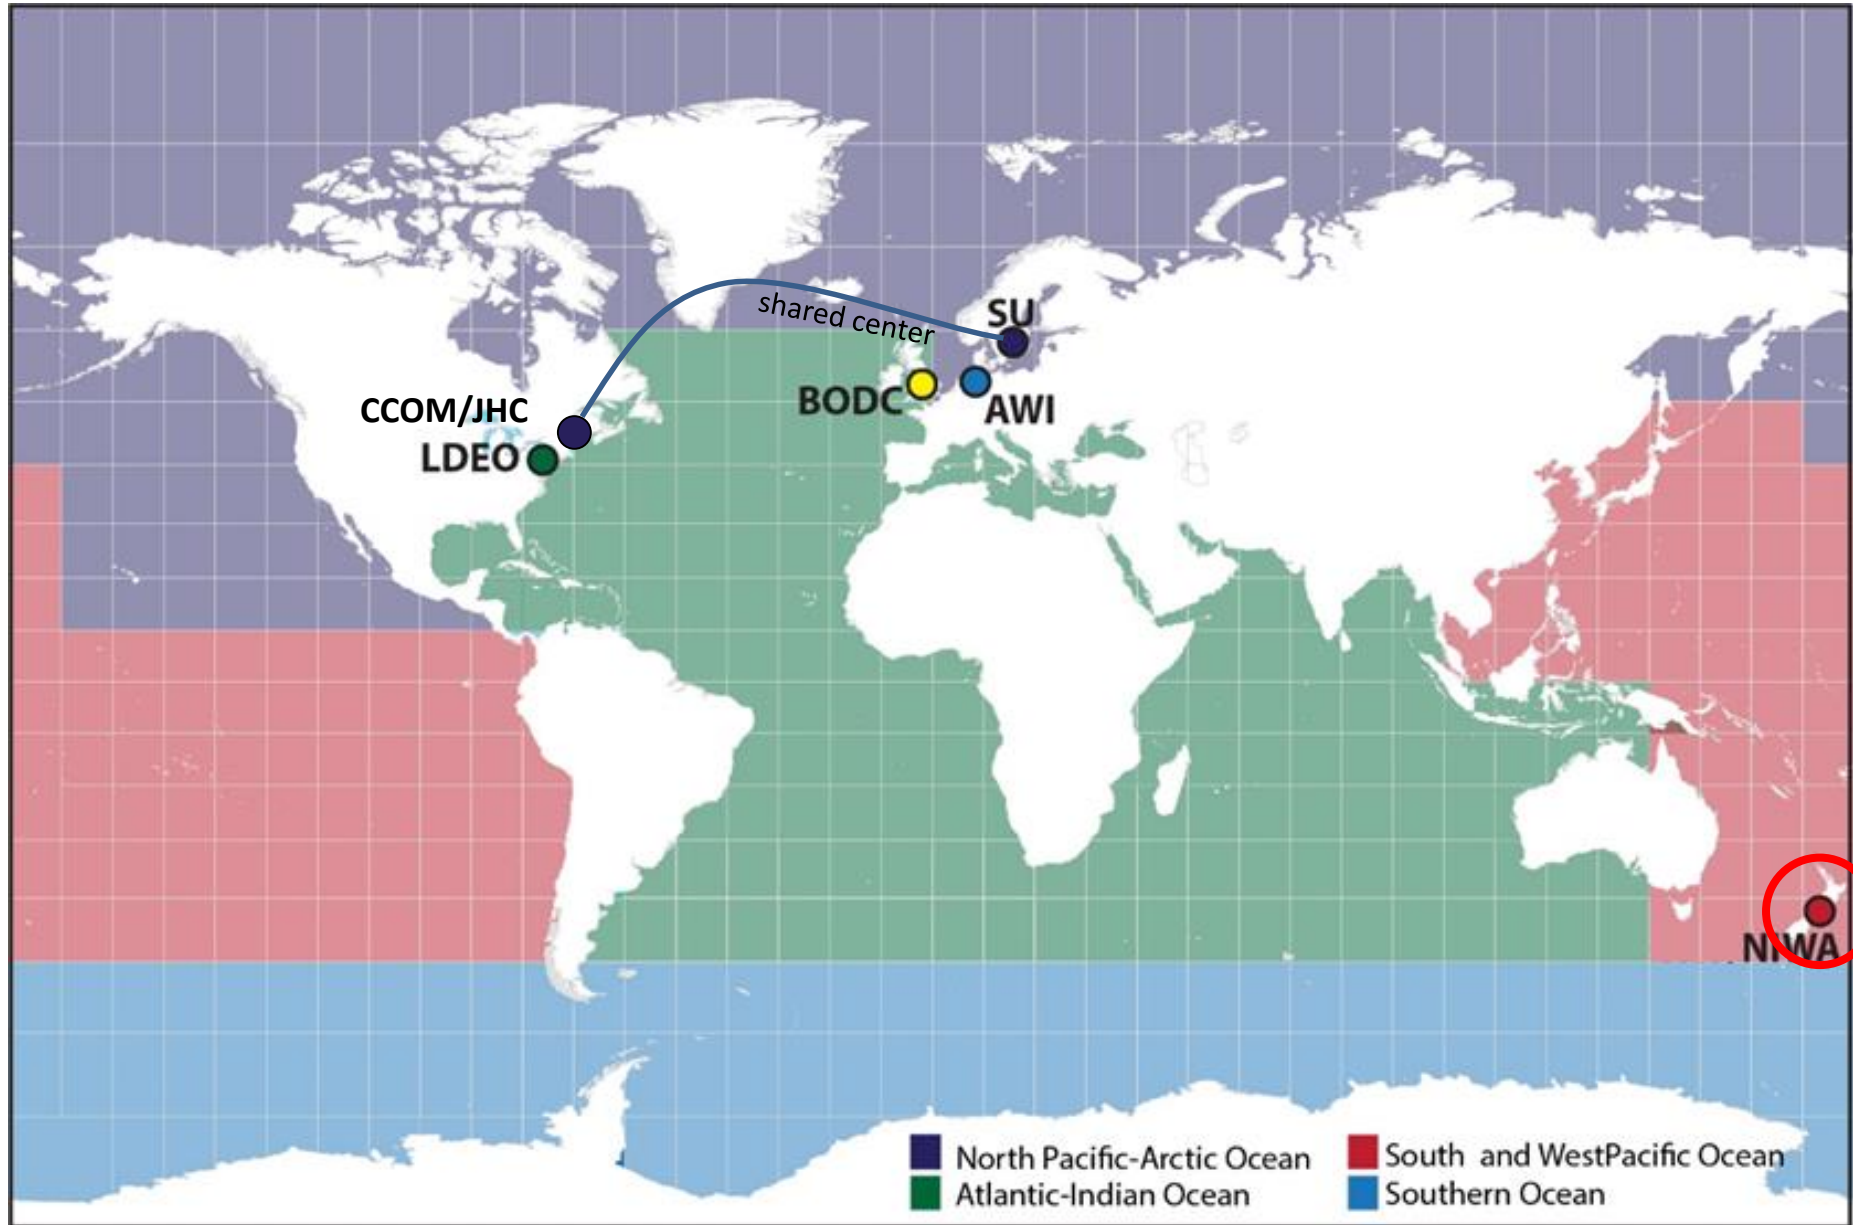 SU
shared center
BODC
AWI
CCOM/JHC
LDEO
NIWA
North Pacific-Arctic Ocean
South and WestPacific Ocean
Atlantic-Indian Ocean
Southern Ocean